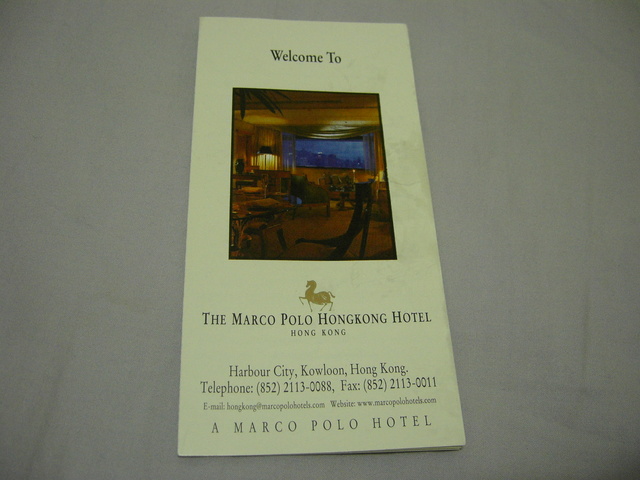 Welcome To
THE MARCO POLO HONGKONG HOTEL
HONG KONG
Harbour City, Kowloon, Hong Kong.
Telephone: (852) 2113-0088, Fax: (852) 2113-0011
E-mail: hongkong@marcopolohotels.com Website: www.marcopolohotels.com
A MARCO POLO HOTEL